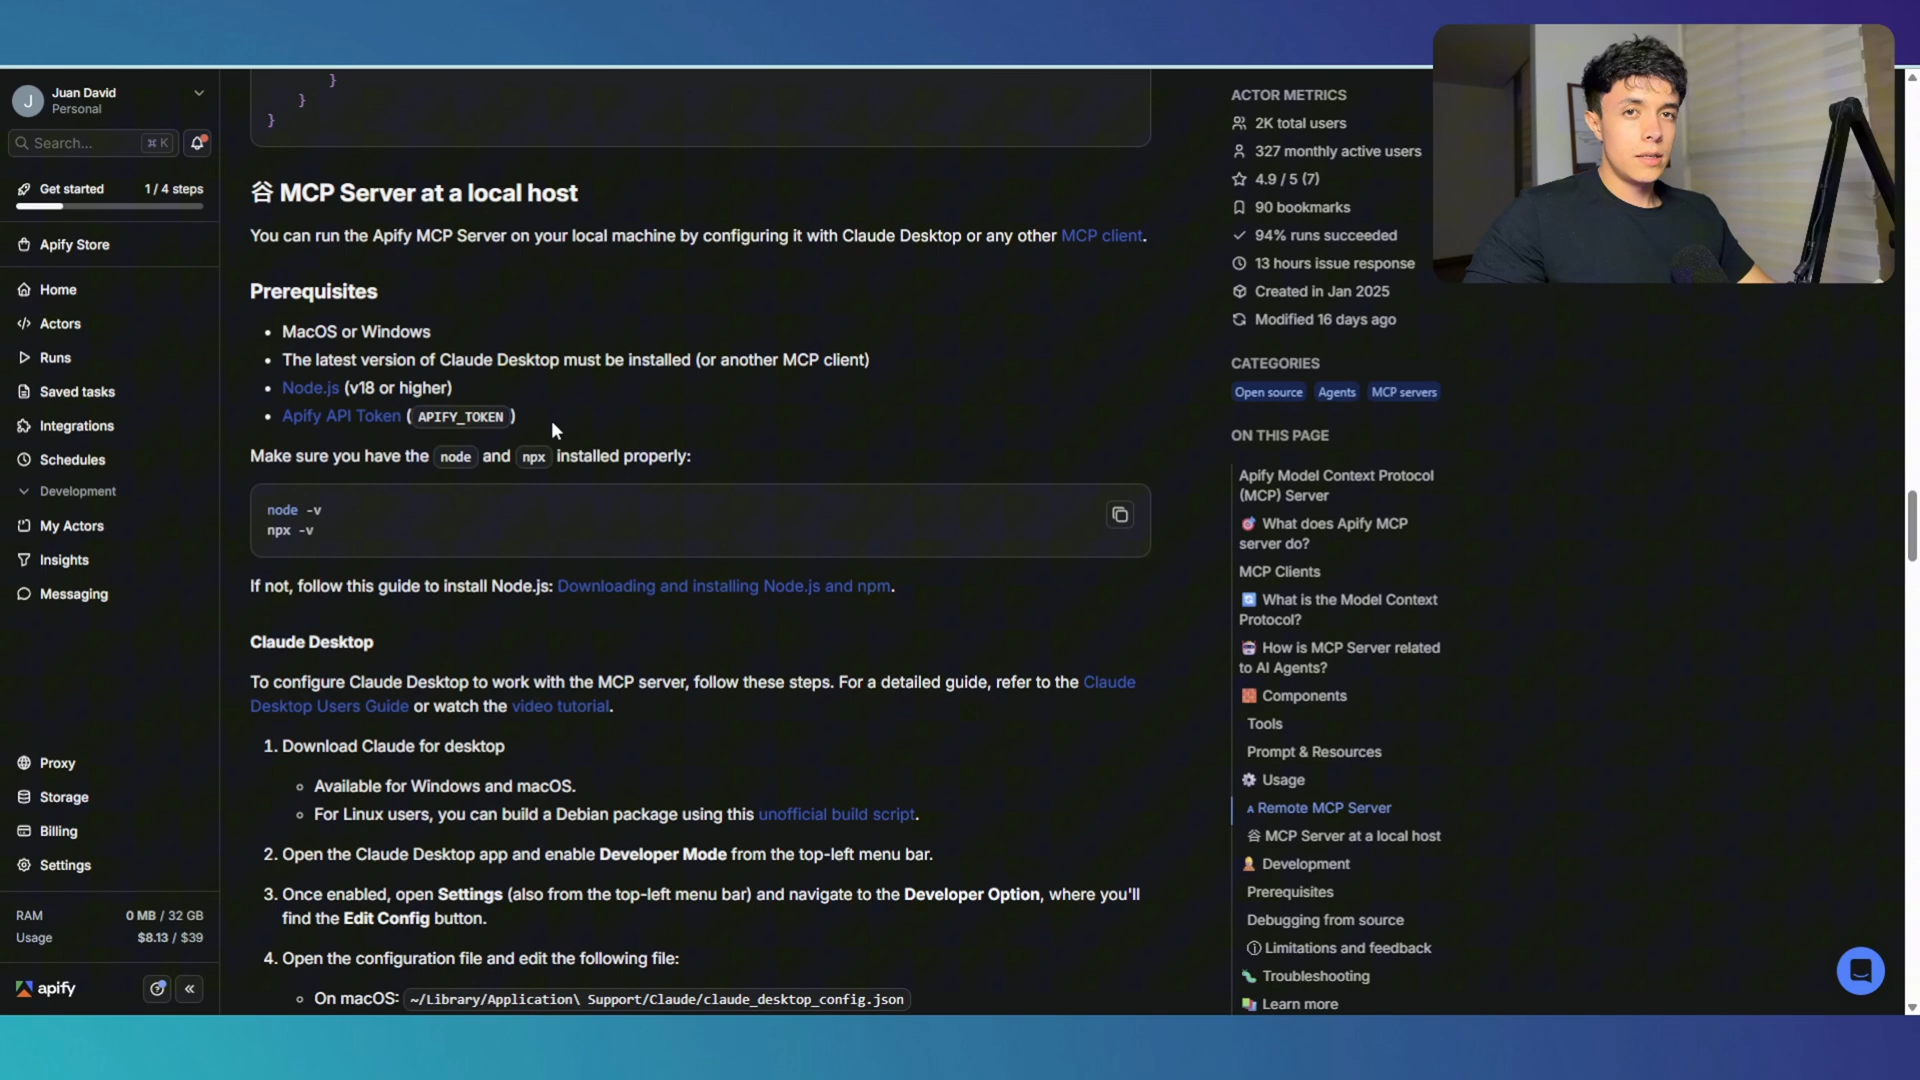 Juan David
Personal
Search...
⌘ K
Get started
1 / 4 steps
Apify Store
Home
Actors
Runs
Saved tasks
Integrations
Schedules
Development
My Actors
Insights
Messaging
Proxy
Storage
Billing
Settings
RAM
0 MB / 32 GB
Usage
$8.13 / $39
apify
}
}
}
MCP Server at a local host
You can run the Apify MCP Server on your local machine by configuring it with Claude Desktop or any other MCP client.
Prerequisites
• MacOS or Windows
• The latest version of Claude Desktop must be installed (or another MCP client)
• Node.js (v18 or higher)
• Apify API Token ( APIFY_TOKEN )
Make sure you have the node and npx installed properly:
node -v
npx -v
If not, follow this guide to install Node.js: Downloading and installing Node.js and npm.
Claude Desktop
To configure Claude Desktop to work with the MCP server, follow these steps. For a detailed guide, refer to the Claude
Desktop Users Guide or watch the video tutorial.
1. Download Claude for desktop
Available for Windows and macOS.
For Linux users, you can build a Debian package using this unofficial build script.
2. Open the Claude Desktop app and enable Developer Mode from the top-left menu bar.
3. Once enabled, open Settings (also from the top-left menu bar) and navigate to the Developer Option, where you'll
find the Edit Config button.
4. Open the configuration file and edit the following file:
On macOS: ~/Library/Application\ Support/Claude/claude_desktop_config.json
ACTOR METRICS
2K total users
327 monthly active users
4.9 / 5 (7)
90 bookmarks
94% runs succeeded
13 hours issue response
Created in Jan 2025
Modified 16 days ago
CATEGORIES
Open source
Agents
MCP servers
ON THIS PAGE
Apify Model Context Protocol
(MCP) Server
🎯 What does Apify MCP
server do?
MCP Clients
What is the Model Context
Protocol?
How is MCP Server related
to AI Agents?
🧱 Components
Tools
Prompt & Resources
⚙️ Usage
Remote MCP Server
MCP Server at a local host
Development
Prerequisites
Debugging from source
ⓘ Limitations and feedback
🐛 Troubleshooting
📚 Learn more